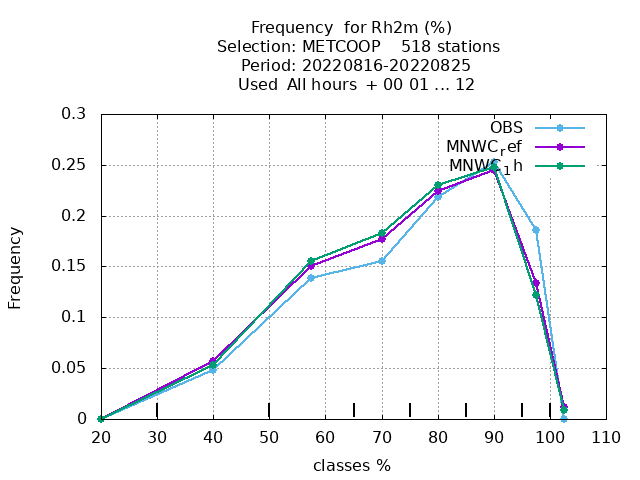 Frequency  for Rh2m (%)
Selection: METCOOP    518 stations
Period: 20220816-20220825
Used  All hours  + 00 01 ... 12
0.3
OBS
MNWC_ref
MNWC_1h
0.25
0.2
0.15
0.1
0.05
0
Frequency
20 30 40 50 60 70 80 90 100 110
classes %